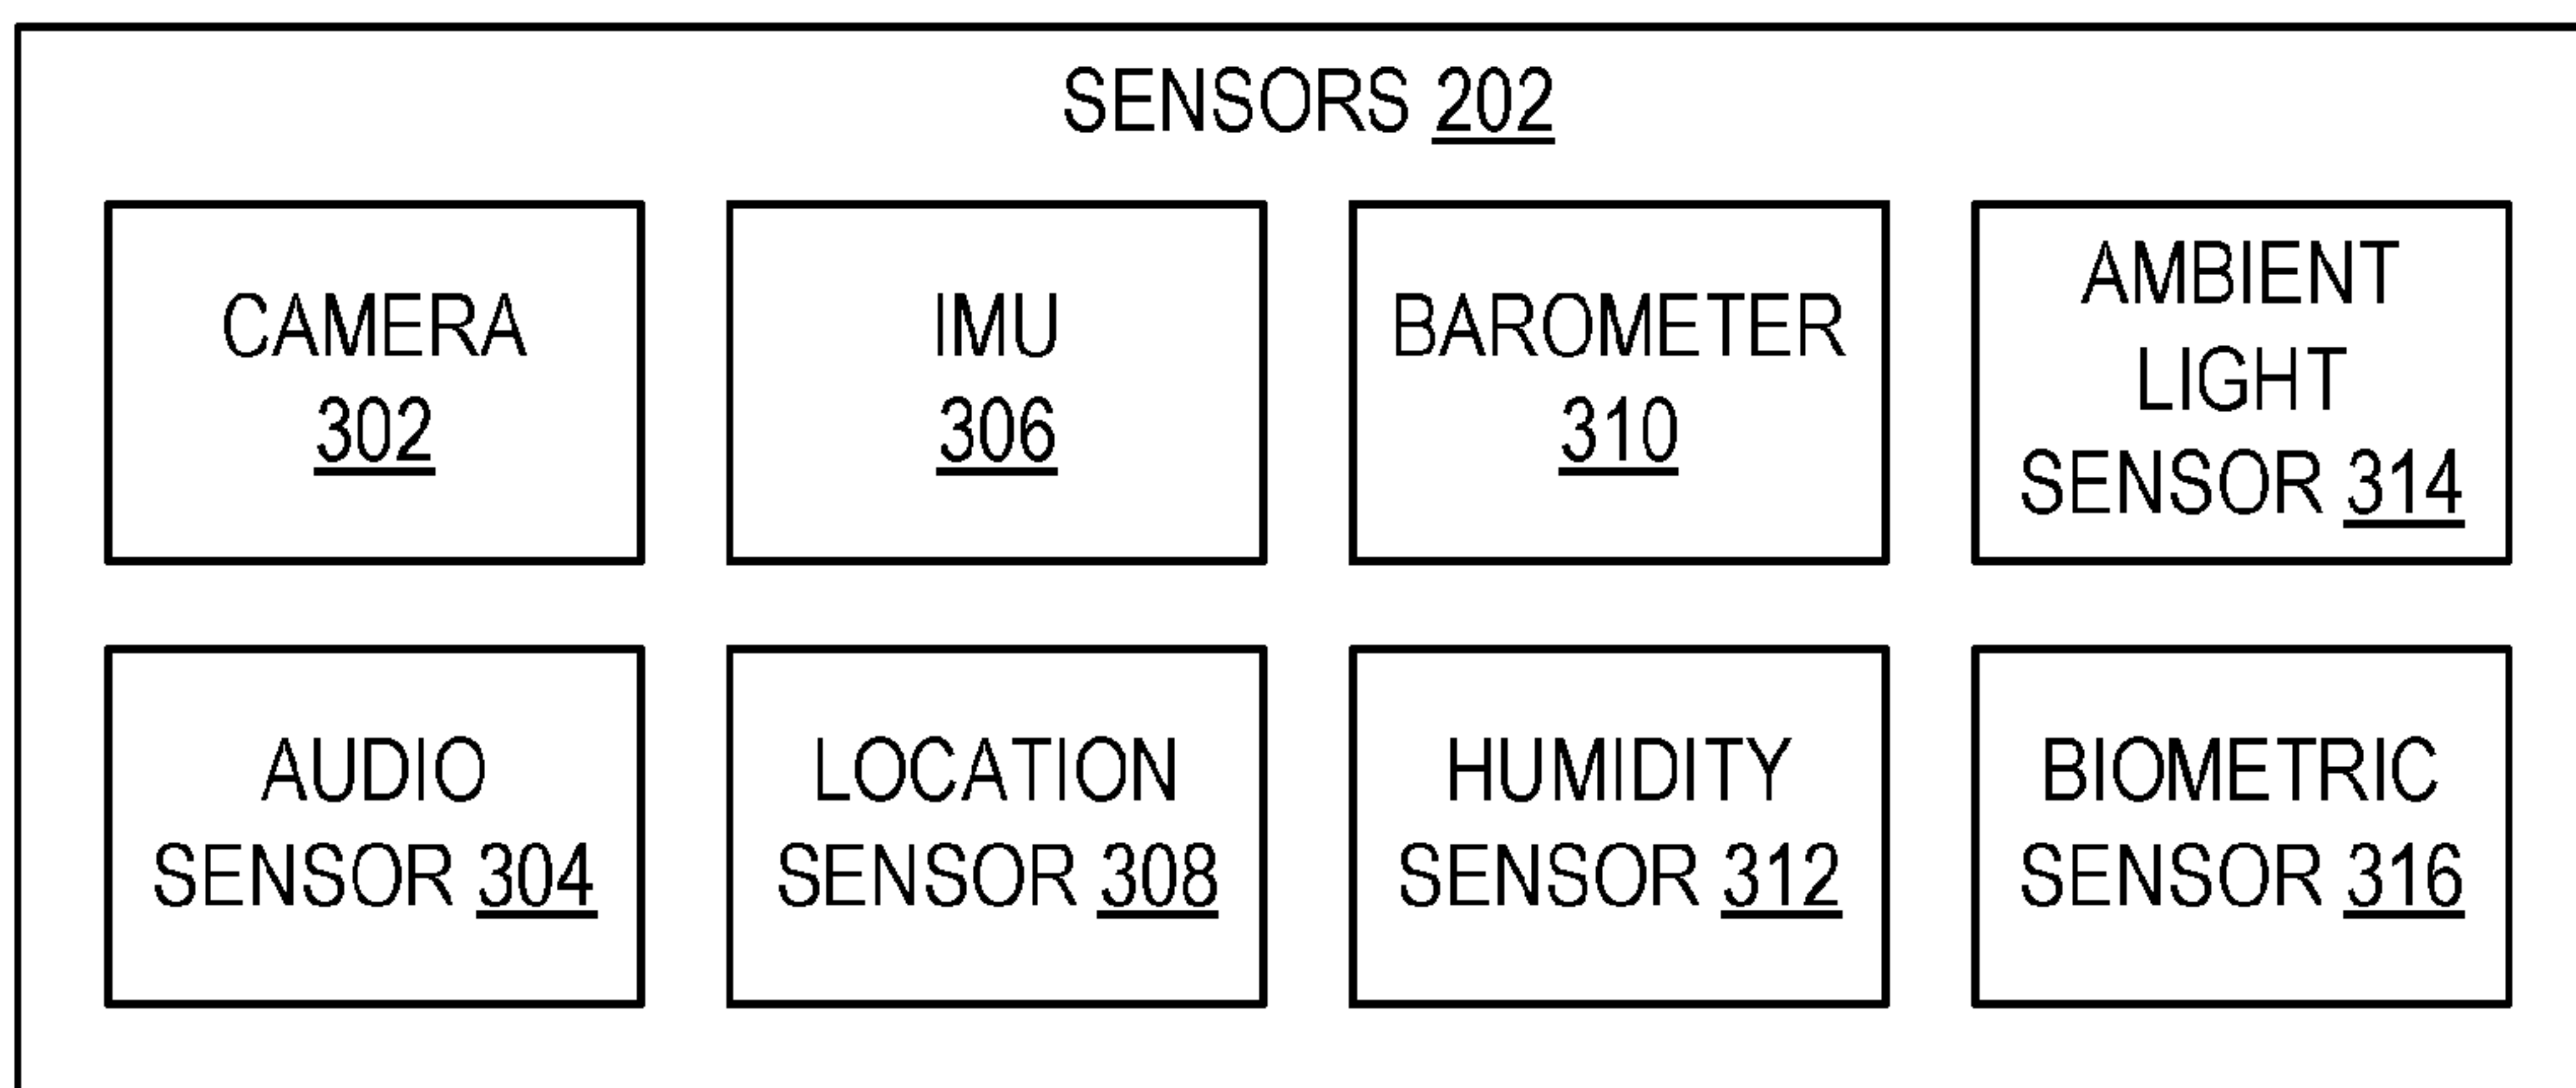 SENSORS 202
CAMERA
302
IMU
306
BAROMETER
310
AMBIENT
LIGHT
SENSOR 314
AUDIO
SENSOR 304
LOCATION
SENSOR 308
HUMIDITY
SENSOR 312
BIOMETRIC
SENSOR 316